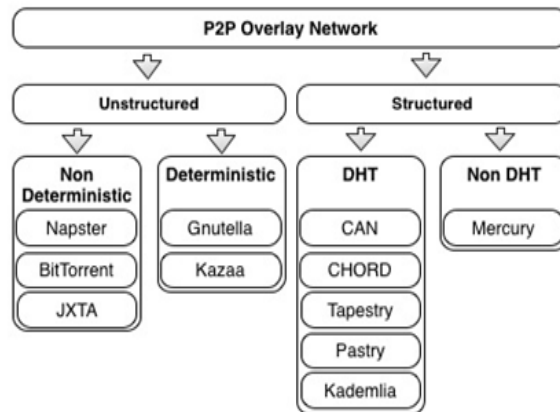 P2P Overlay Network
Unstructured
Structured
Non
Deterministic
Napster
BitTorrent
JXTA
Deterministic
Gnutella
Kazaa
DHT
CAN
CHORD
Tapestry
Pastry
Kademlia
Non DHT
Mercury